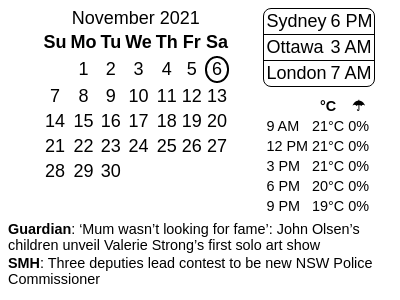 November 2021
Su Mo Tu We Th Fr Sa
1 2 3 4 5 6
7 8 9 10 11 12 13
14 15 16 17 18 19 20
21 22 23 24 25 26 27
28 29 30
Sydney 6 PM
Ottawa 3 AM
London 7 AM
°C ☂
9 AM 21°C 0%
12 PM 21°C 0%
3 PM 21°C 0%
6 PM 20°C 0%
9 PM 19°C 0%
Guardian: ‘Mum wasn’t looking for fame’: John Olsen’s
children unveil Valerie Strong’s first solo art show
SMH: Three deputies lead contest to be new NSW Police
Commissioner